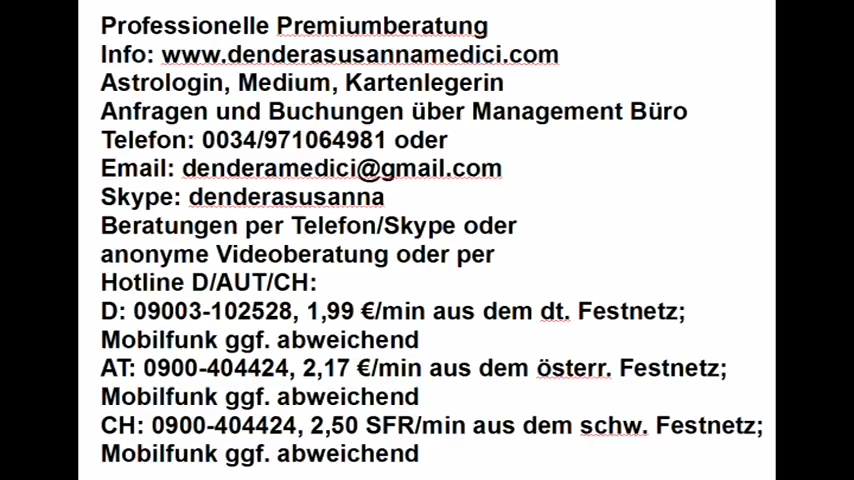 Professionelle Premiumberatung
Info: www.denderasusannamedici.com
Astrologin, Medium, Kartenlegerin
Anfragen und Buchungen über Management Büro
Telefon: 0034/971064981 oder
Email: denderamedici@gmail.com
Skype: denderasusanna
Beratungen per Telefon/Skype oder
anonyme Videoberatung oder per
Hotline D/AUT/CH:
D: 09003-102528, 1,99 €/min aus dem dt. Festnetz;
Mobilfunk ggf. abweichend
AT: 0900-404424, 2,17 €/min aus dem österr. Festnetz;
Mobilfunk ggf. abweichend
CH: 0900-404424, 2,50 SFR/min aus dem schw. Festnetz;
Mobilfunk ggf. abweichend